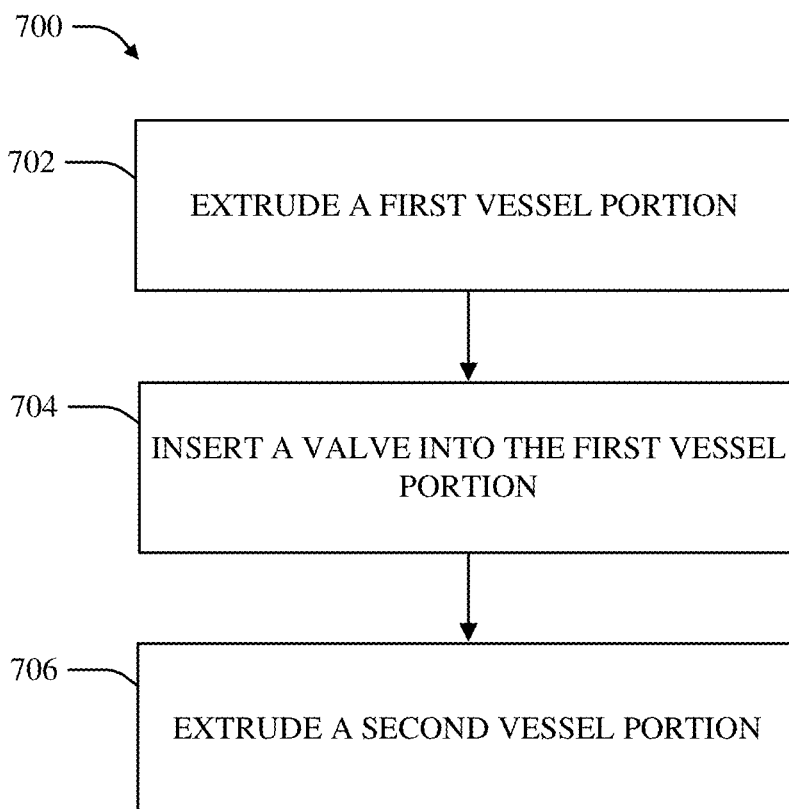 700
702
EXTRUDE A FIRST VESSEL PORTION
704
INSERT A VALVE INTO THE FIRST VESSEL
PORTION
706
EXTRUDE A SECOND VESSEL PORTION